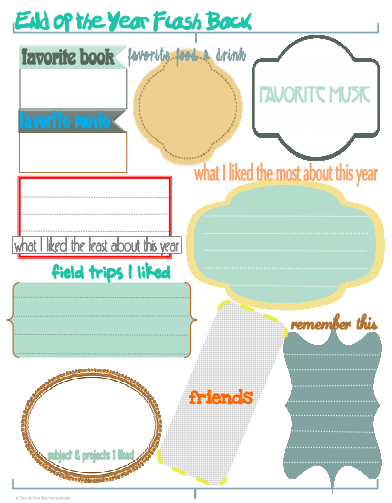 End of the Year Flash Back
favorite book
favorite food & drink
FAVORITE MUSIC
favorite movie
what I liked the most about this year
what I liked the least about this year
field trips I liked
remember this
friends
subject & projects I liked